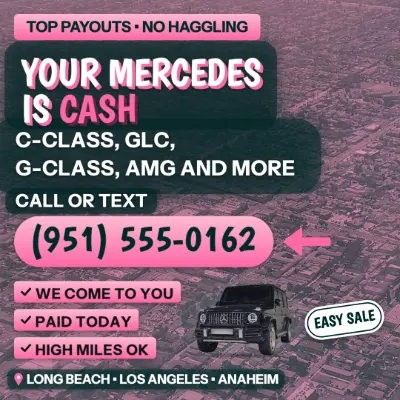 TOP PAYOUTS • NO HAGGLING
YOUR MERCEDES
IS CASH
C-CLASS, GLC,
G-CLASS, AMG AND MORE
CALL OR TEXT
(951) 555-0162
✓ WE COME TO YOU
✓ PAID TODAY
✓ HIGH MILES OK
EASY SALE
LONG BEACH • LOS ANGELES • ANAHEIM